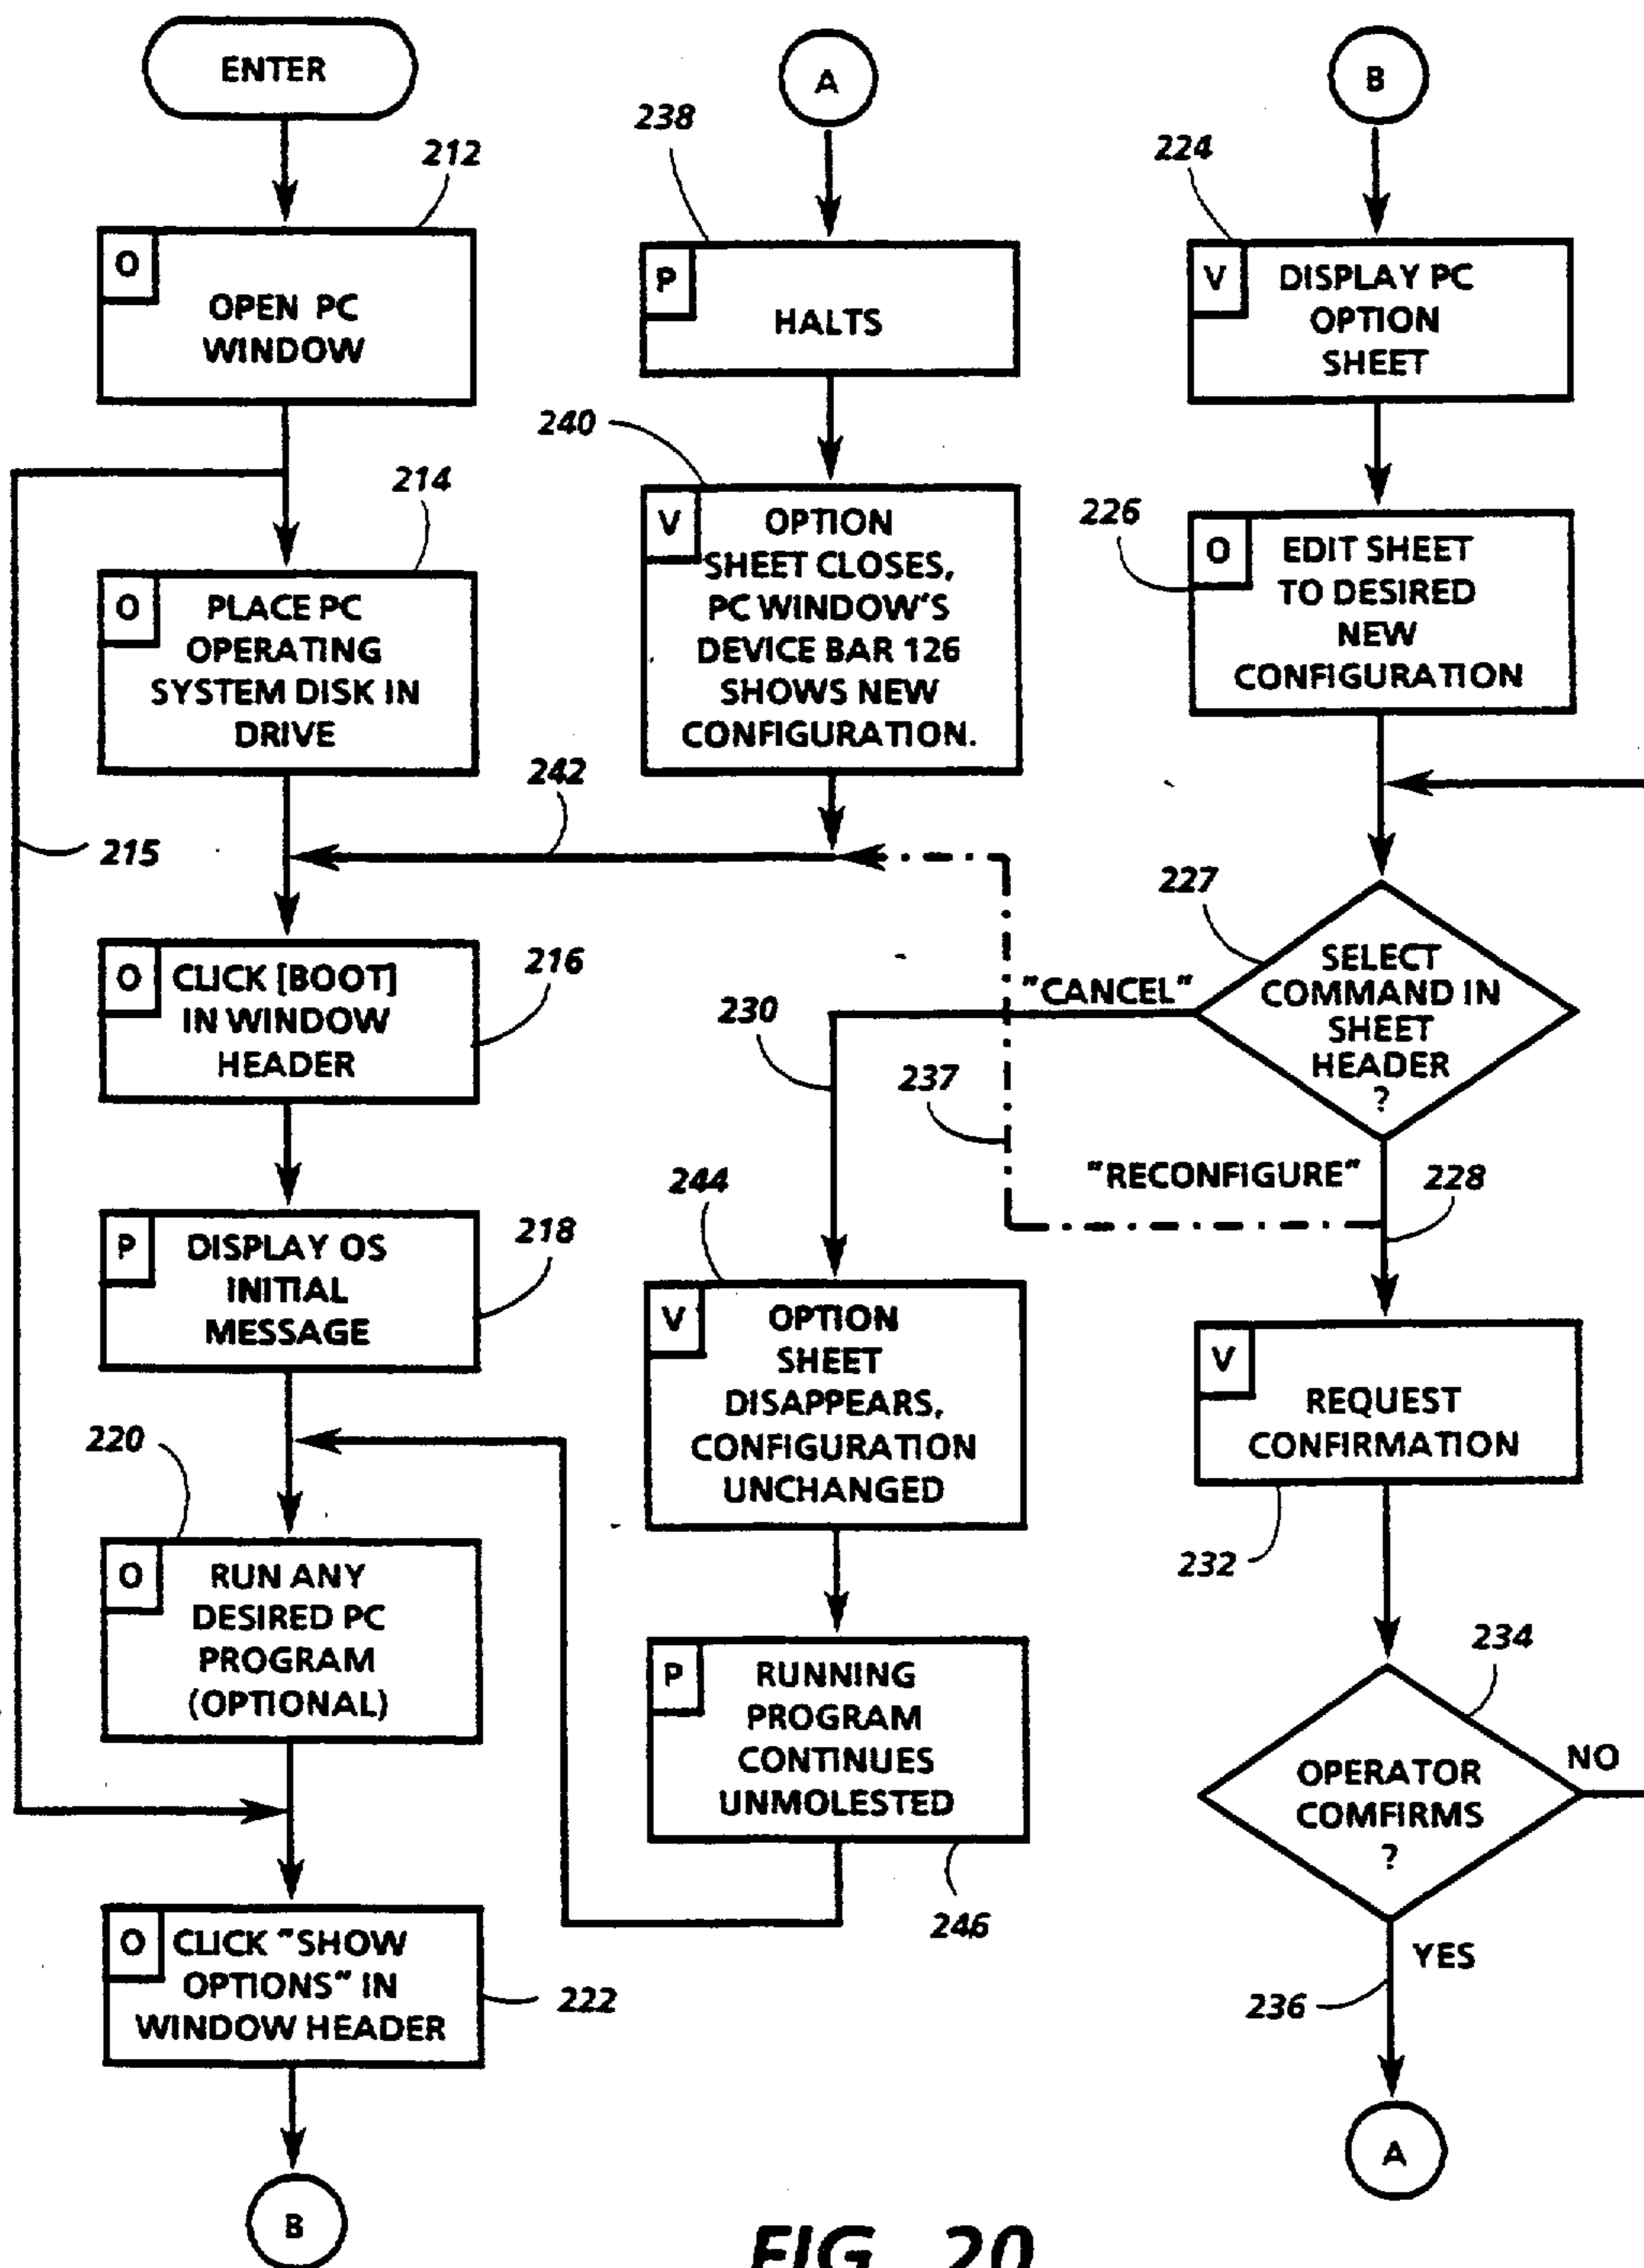 ENTER
212
O
OPEN PC
WINDOW
214
O
PLACE PC
OPERATING
SYSTEM DISK IN
DRIVE
215
O
CLICK [BOOT]
IN WINDOW
HEADER
216
P
DISPLAY OS
INITIAL
MESSAGE
218
220
O
RUN ANY
DESIRED PC
PROGRAM
(OPTIONAL)
O
CLICK "SHOW
OPTIONS" IN
WINDOW HEADER
222
B
A
238
P
HALTS
240
V
OPTION
SHEET CLOSES,
PC WINDOW'S
DEVICE BAR 126
SHOWS NEW
CONFIGURATION.
242
230
237
244
V
OPTION
SHEET
DISAPPEARS,
CONFIGURATION
UNCHANGED
P
RUNNING
PROGRAM
CONTINUES
UNMOLESTED
246
B
224
V
DISPLAY PC
OPTION
SHEET
226
O
EDIT SHEET
TO DESIRED
NEW
CONFIGURATION
227
SELECT
COMMAND IN
SHEET
HEADER
?
"CANCEL"
"RECONFIGURE"
228
V
REQUEST
CONFIRMATION
232
234
OPERATOR
COMFIRMS
?
NO
YES
236
A
FIG. 20